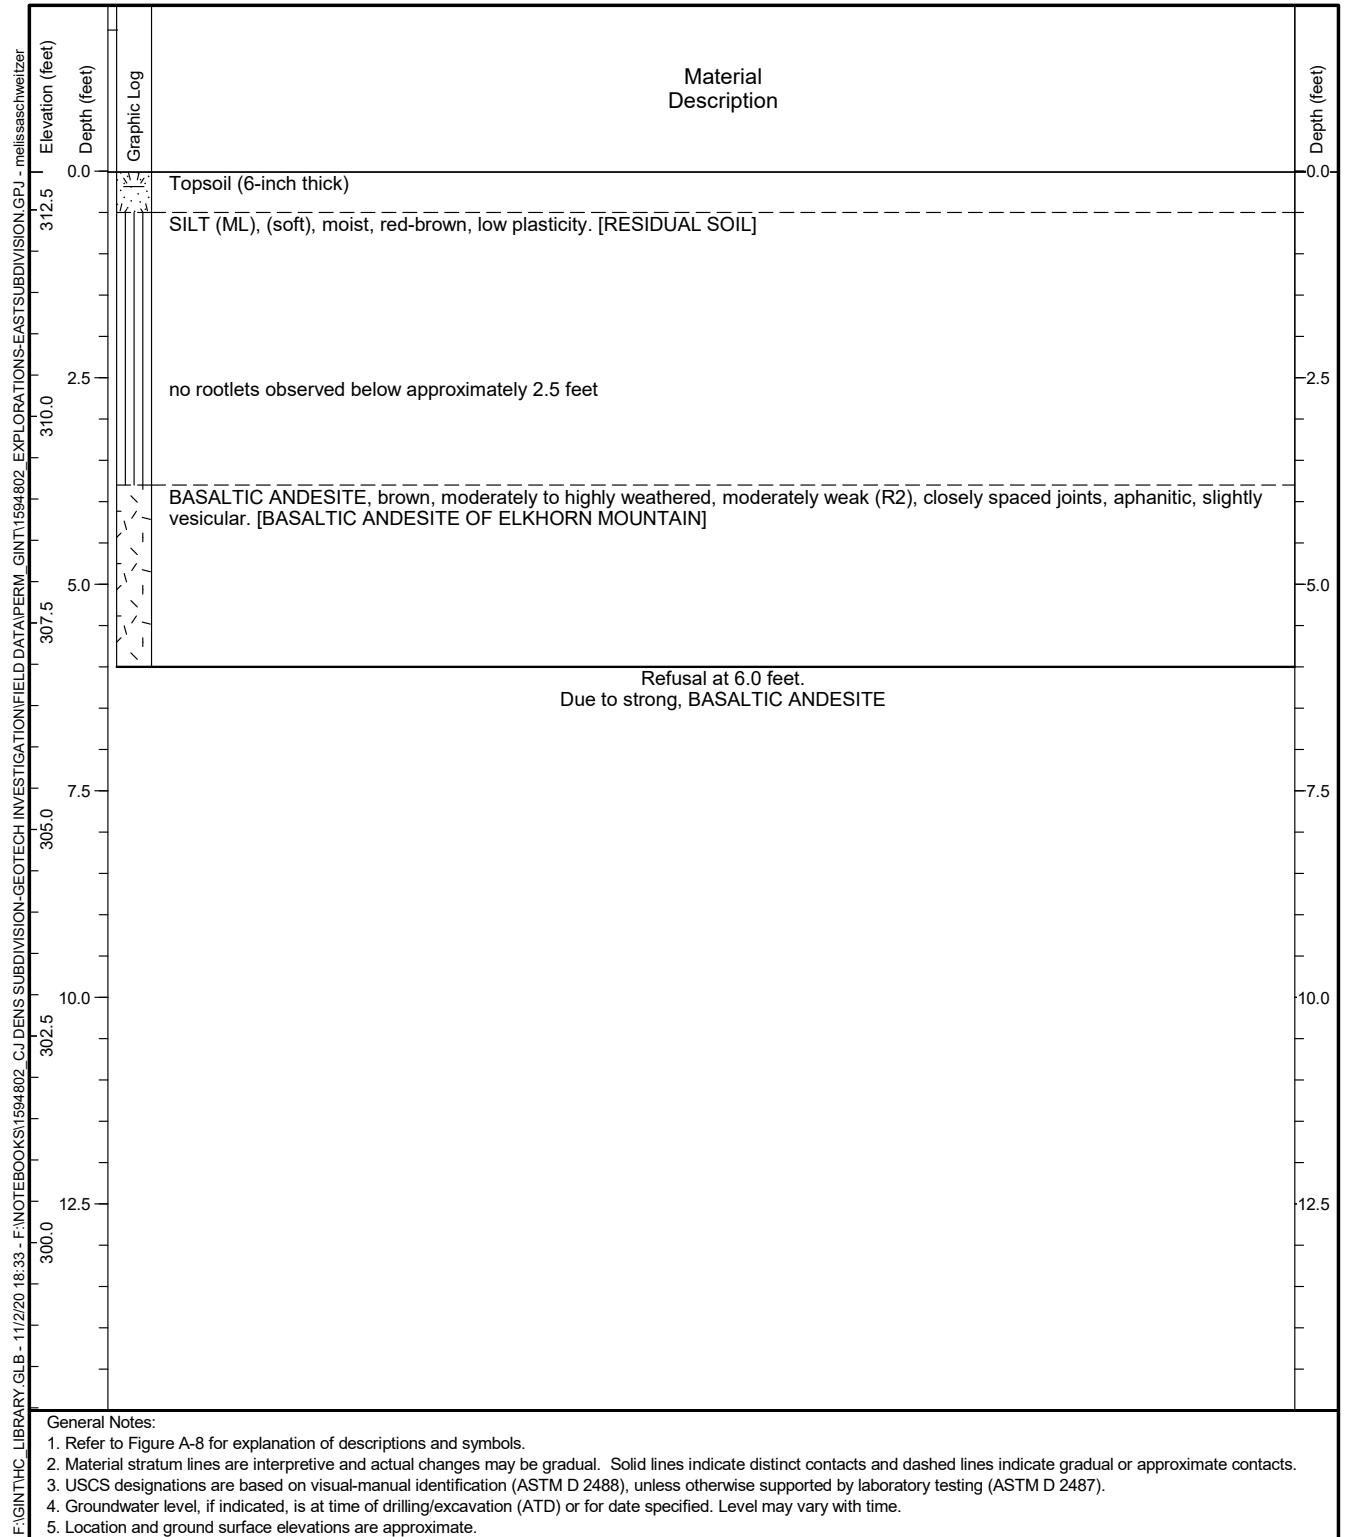 F:\GINT\HC_LIBRARY.GLB - 11/2/20 18:33 - F:\NOTEBOOKS\1594802_CJ DENS SUBDIVISION-GEOTECH INVESTIGATION\FIELD DATA\PERM_GINT\1594802_EXPLORATIONS-EASTSUBDIVISION.GPJ - melissaschweitzer
Elevation (feet)
Depth (feet)
Graphic Log
Material
Description
Depth (feet)
0.0
0.0
Topsoil (6-inch thick)
312.5
SILT (ML), (soft), moist, red-brown, low plasticity. [RESIDUAL SOIL]
2.5
2.5
no rootlets observed below approximately 2.5 feet
310.0
BASALTIC ANDESITE, brown, moderately to highly weathered, moderately weak (R2), closely spaced joints, aphanitic, slightly
vesicular. [BASALTIC ANDESITE OF ELKHORN MOUNTAIN]
5.0
5.0
307.5
Refusal at 6.0 feet.
Due to strong, BASALTIC ANDESITE
7.5
7.5
305.0
10.0
10.0
302.5
12.5
12.5
300.0
General Notes:
1. Refer to Figure A-8 for explanation of descriptions and symbols.
2. Material stratum lines are interpretive and actual changes may be gradual. Solid lines indicate distinct contacts and dashed lines indicate gradual or approximate contacts.
3. USCS designations are based on visual-manual identification (ASTM D 2488), unless otherwise supported by laboratory testing (ASTM D 2487).
4. Groundwater level, if indicated, is at time of drilling/excavation (ATD) or for date specified. Level may vary with time.
5. Location and ground surface elevations are approximate.